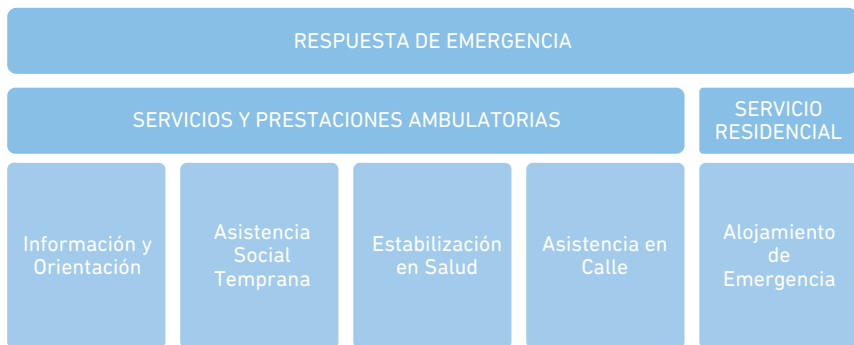 RESPUESTA DE EMERGENCIA
SERVICIOS Y PRESTACIONES AMBULATORIAS
SERVICIO
RESIDENCIAL
Información y
Orientación
Asistencia
Social
Temprana
Estabilización
en Salud
Asistencia en
Calle
Alojamiento
de
Emergencia